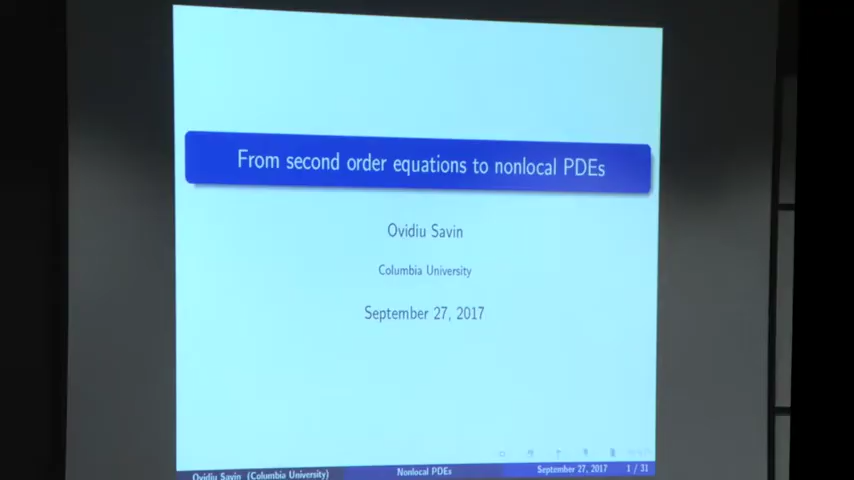 From second order equations to nonlocal PDEs
Ovidiu Savin
Columbia University
September 27, 2017
Ovidiu Savin (Columbia University) Nonlocal PDEs September 27, 2017 1 / 31